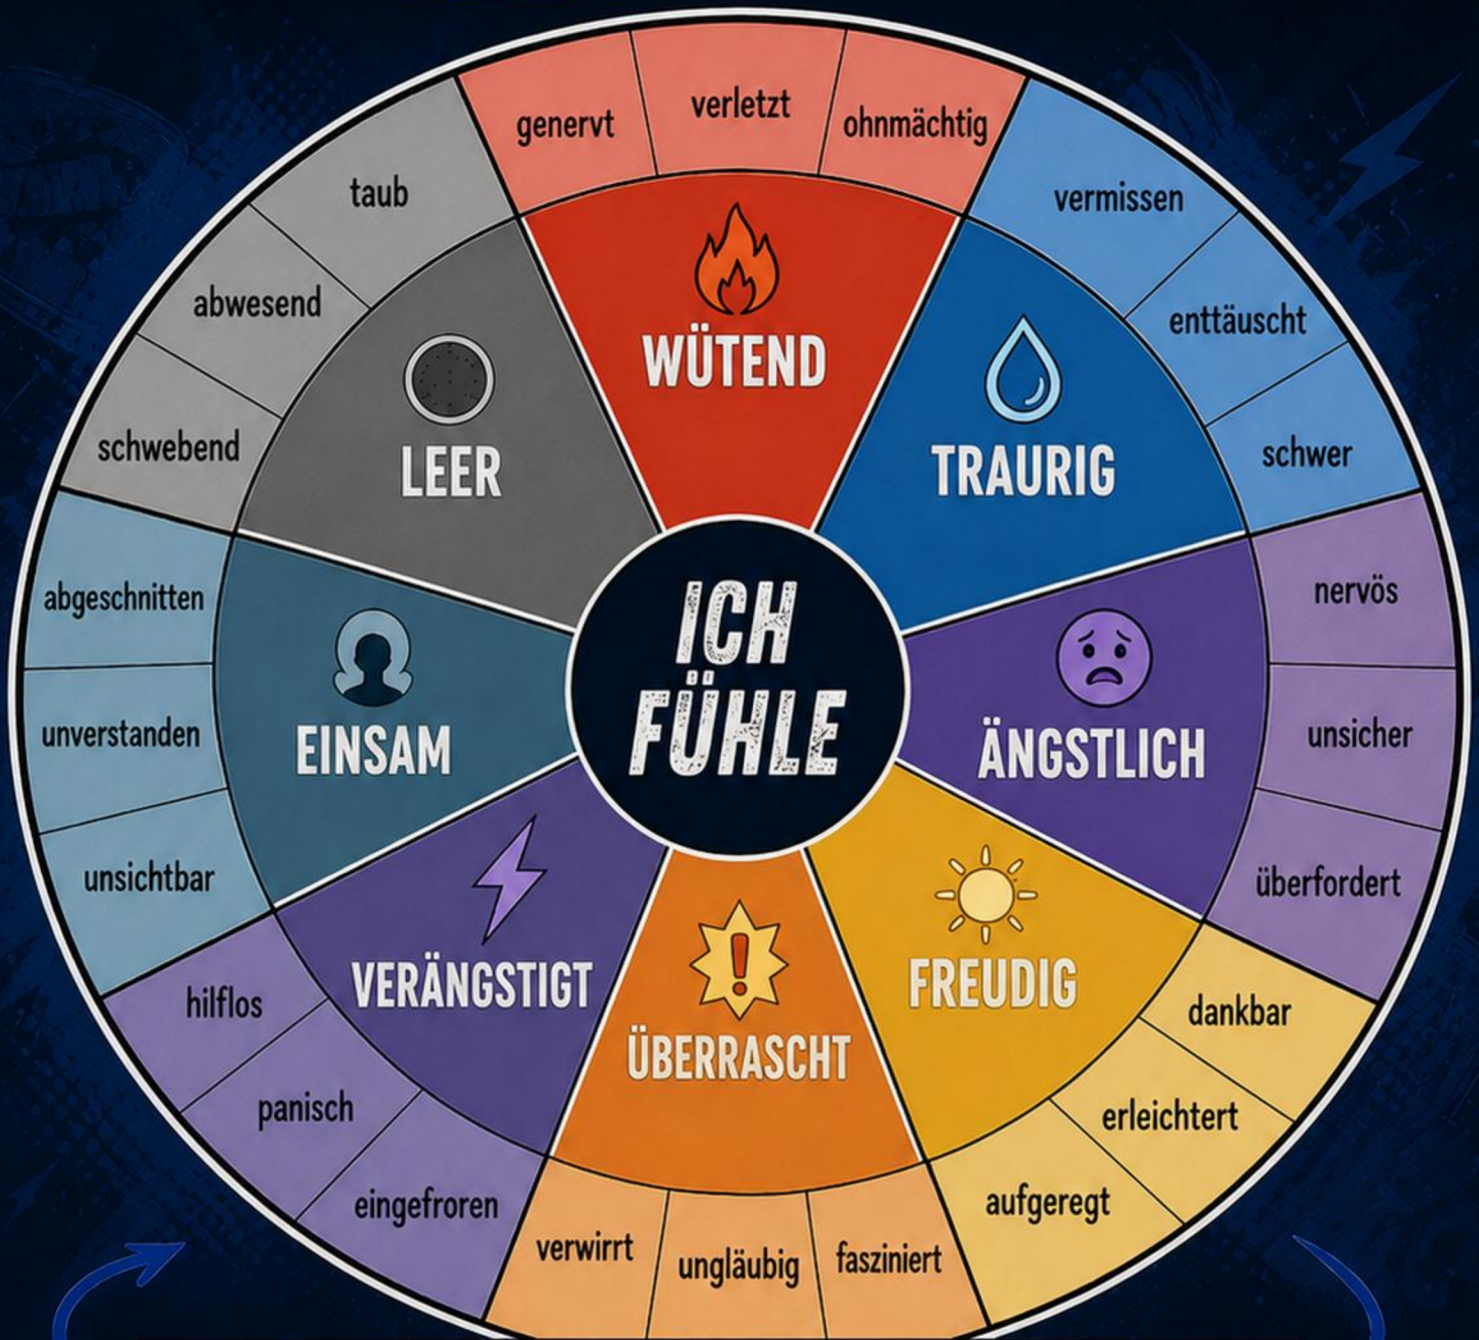 genervt
verletzt
ohnmächtig
WÜTEND
vermissen
enttäuscht
schwer
TRAURIG
nervös
unsicher
überfordert
ÄNGSTLICH
dankbar
erleichtert
aufgeregt
FREUDIG
fasziniert
ungläubig
verwirrt
ÜBERRASCHT
eingefroren
panisch
hilflos
VERÄNGSTIGT
unsichtbar
unverstanden
abgeschnitten
EINSAM
schwebend
abwesend
taub
LEER
ICH
FÜHLE